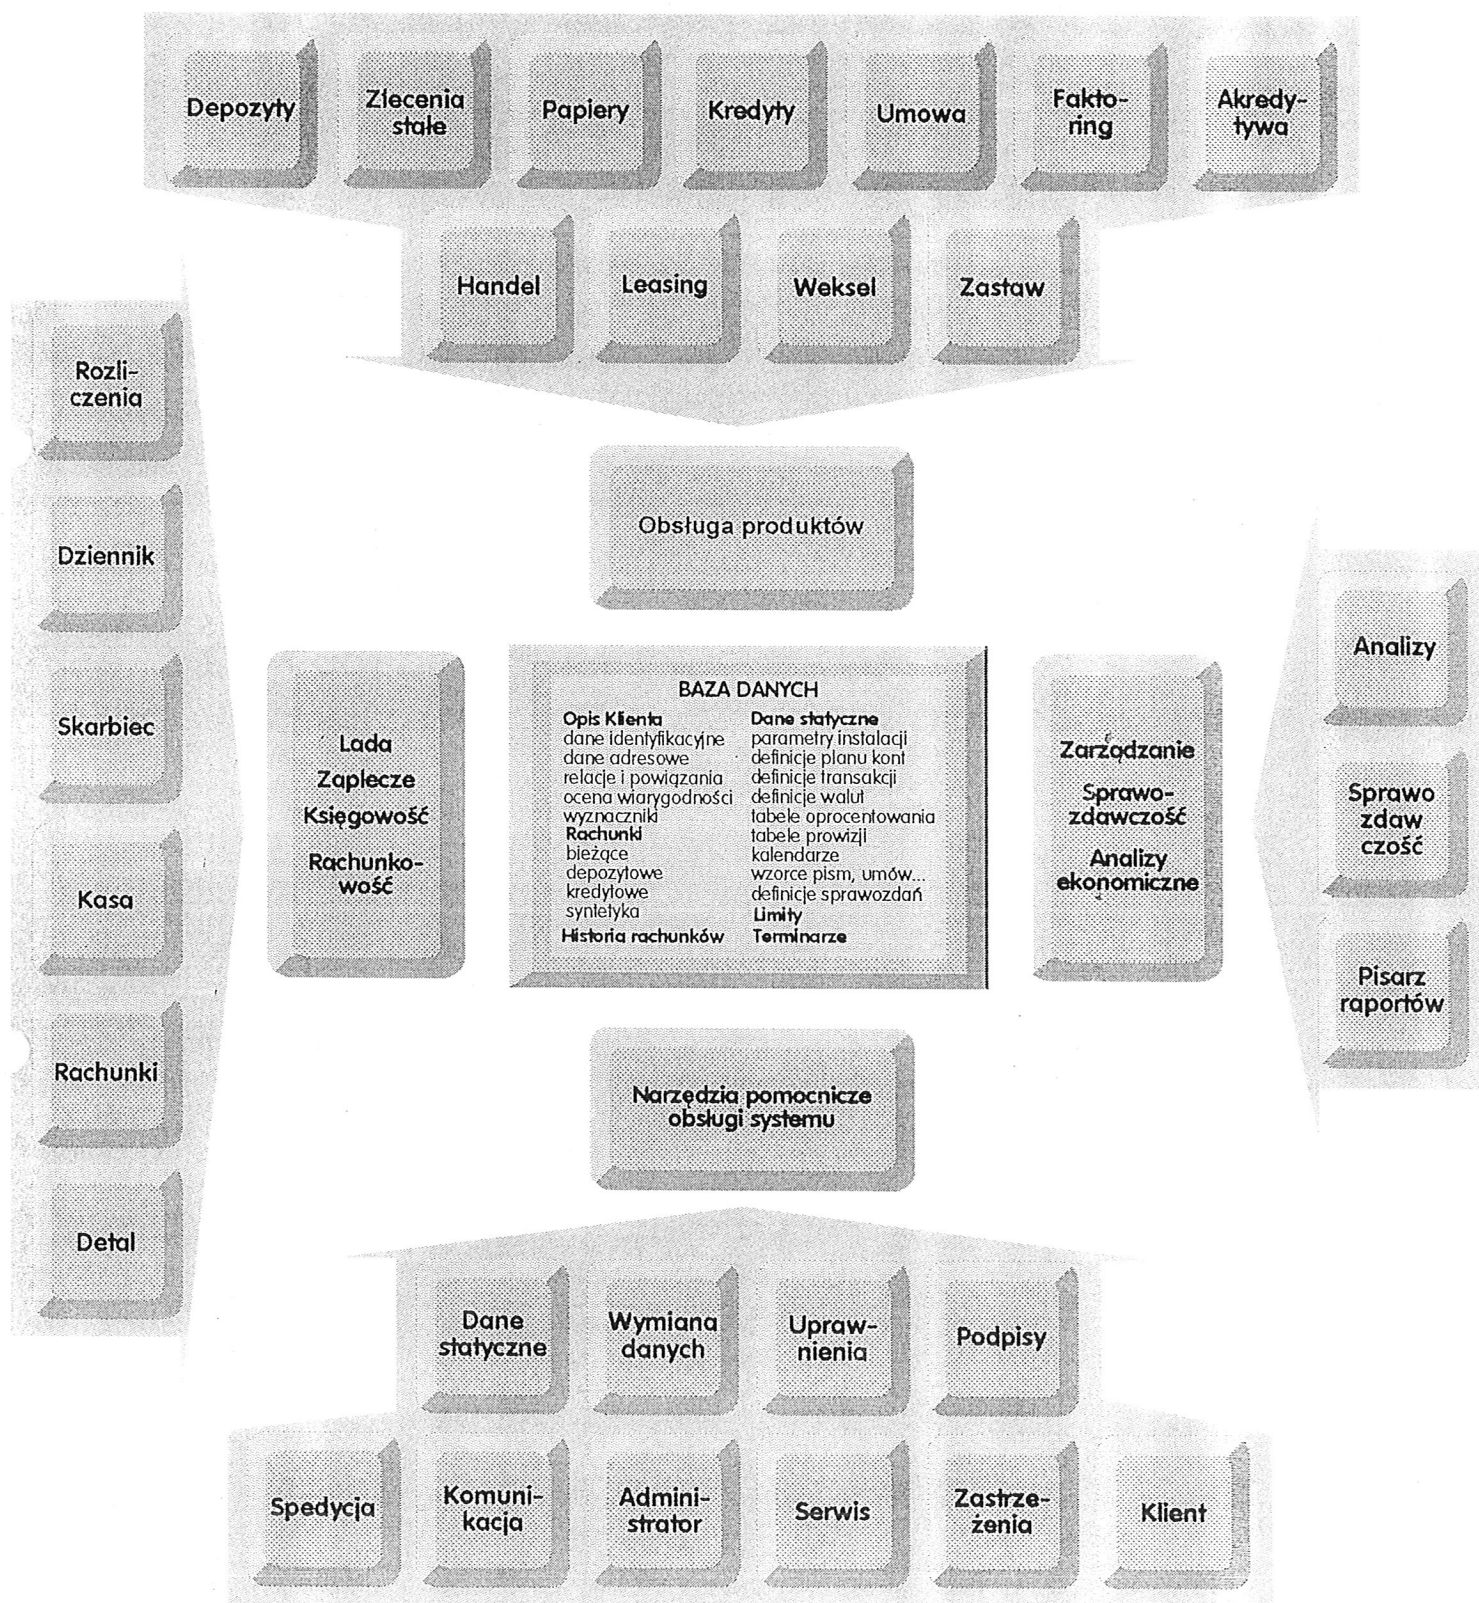 Depozyty
Zlecenia
stałe
Papiery
Kredyty
Umowa
Fakto-
ring
Akredy-
tywa
Handel
Leasing
Weksel
Zastaw
Rozli-
czenia
Dziennik
Skarbiec
Kasa
Rachunki
Detal
Obsługa produktów
Lada
Zaplecze
Księgowość
Rachunko-
wość
BAZA DANYCH
Opis Klienta
dane identyfikacyjne
dane adresowe
relacje i powiązania
ocena wiarygodności
wyznaczniki
Rachunki
bieżące
depozytowe
kredytowe
syntetyka
Historia rachunków
Dane statyczne
parametry instalacji
definicje planu kont
definicje transakcji
definicje walut
tabele oprocentowania
tabele prowizji
kalendarze
wzorce pism, umów...
definicje sprawozdań
Limity
Terminarze
Zarządzanie
Sprawo-
zdawczość
Analizy
ekonomiczne
Analizy
Sprawo
zdaw
czość
Pisarz
raportów
Narzędzia pomocnicze
obsługi systemu
Dane
statyczne
Wymiana
danych
Upraw-
nienia
Podpisy
Spedycja
Komuni-
kacja
Admini-
strator
Serwis
Zastrze-
żenia
Klient